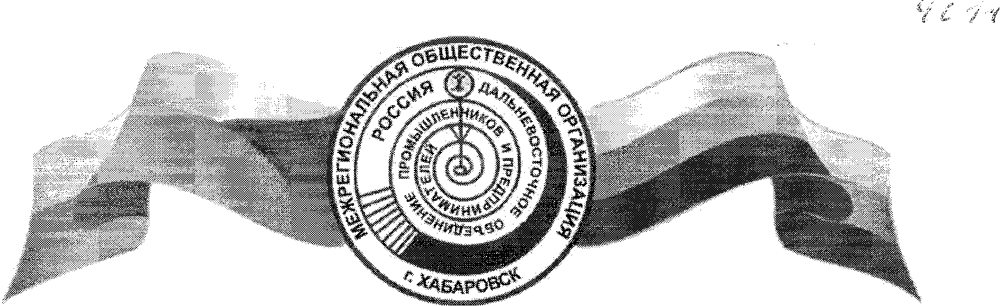 МЕЖРЕГИОНАЛЬНАЯ ОБЩЕСТВЕННАЯ ОРГАНИЗАЦИЯ
РОССИЯ
ДАЛЬНЕВОСТОЧНОЕ ОБЪЕДИНЕНИЕ ПРОМЫШЛЕННИКОВ И ПРЕДПРИНИМАТЕЛЕЙ
г. ХАБАРОВСК